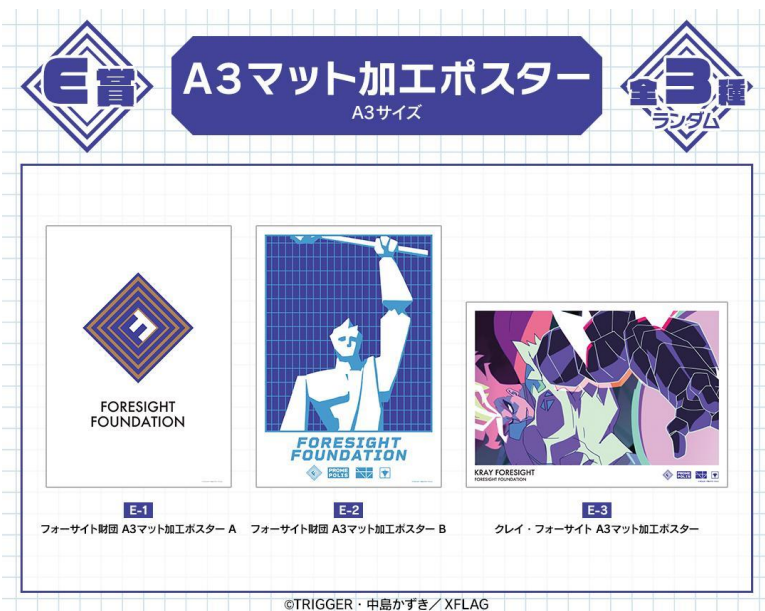 E賞
A3マット加工ポスター
A3サイズ
全3種
ランダム
FORESIGHT
FOUNDATION
FORESIGHT
FOUNDATION
PROME
POLIS
KRAY FORESIGHT
FORESIGHT FOUNDATION
PROME
POLIS
E-1
フォーサイト財団 A3マット加工ポスター A
E-2
フォーサイト財団 A3マット加工ポスター B
E-3
クレイ・フォーサイト A3マット加工ポスター
©TRIGGER・中島かずき／XFLAG